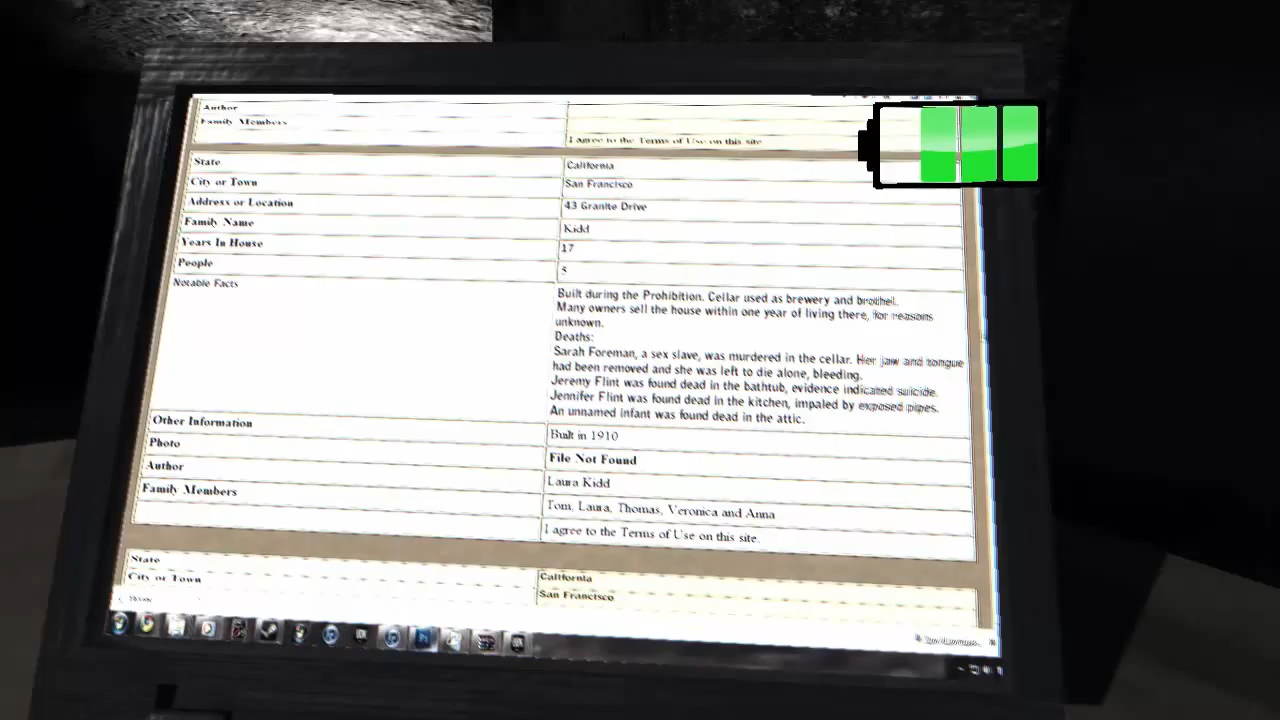 Author
Family Members
I agree to the Terms of Use on this site
State California
City or Town San Francisco
Address or Location 43 Granite Drive
Family Name Kidd
Years In House 17
People 5
Notable Facts Built during the Prohibition. Cellar used as brewery and brothel.
Many owners sell the house within one year of living there, for reasons
unknown.
Deaths:
Sarah Foreman, a sex slave, was murdered in the cellar. Her jaw and tongue
had been removed and she was left to die alone, bleeding.
Jeremy Flint was found dead in the bathtub, evidence indicated suicide.
Jennifer Flint was found dead in the kitchen, impaled by exposed pipes.
An unnamed infant was found dead in the attic.
Other Information Built in 1910
Photo File Not Found
Author Laura Kidd
Family Members Tom, Laura, Thomas, Veronica and Anna
I agree to the Terms of Use on this site.
State California
City or Town San Francisco